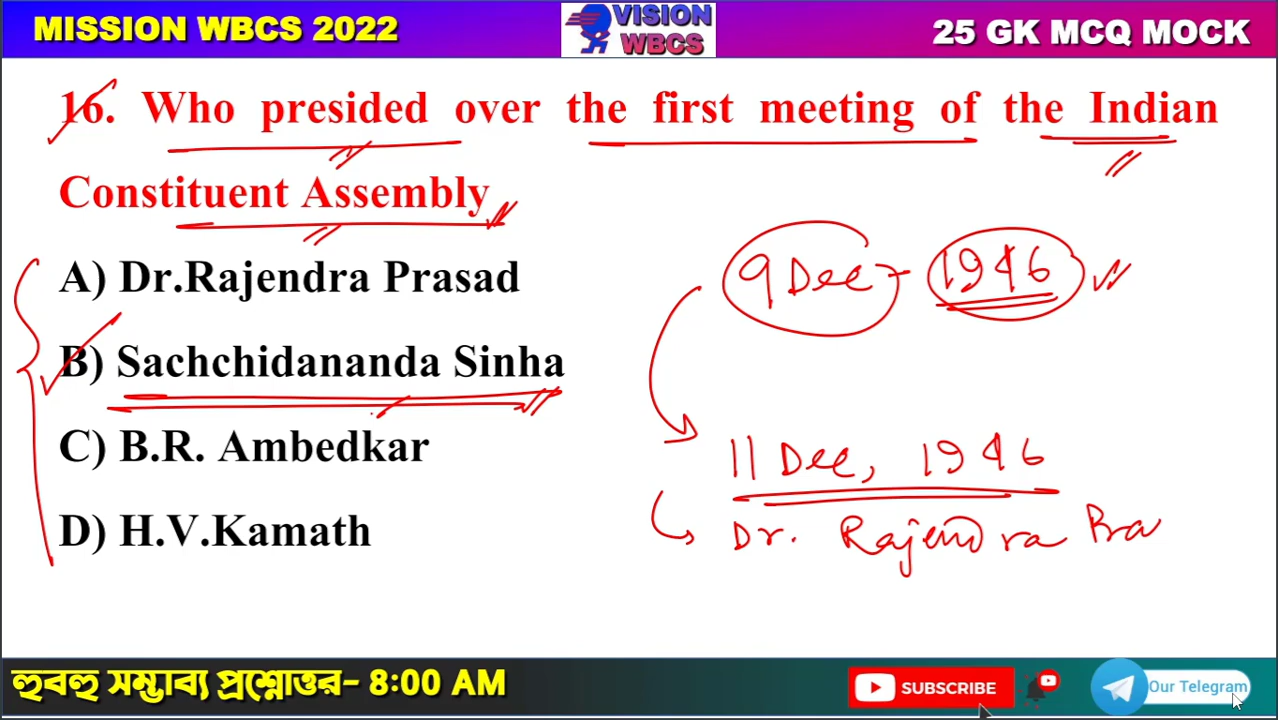 MISSION WBCS 2022
VISION
WBCS
25 GK MCQ MOCK
16. Who presided over the first meeting of the Indian
Constituent Assembly
A) Dr.Rajendra Prasad
B) Sachchidananda Sinha
C) B.R. Ambedkar
D) H.V.Kamath
9 Dec - 1946
11 Dec, 1946
Dr. Rajendra Pra
হুবহু সম্ভাব্য প্রশ্নোত্তর- 8:00 AM
SUBSCRIBE
Our Telegram